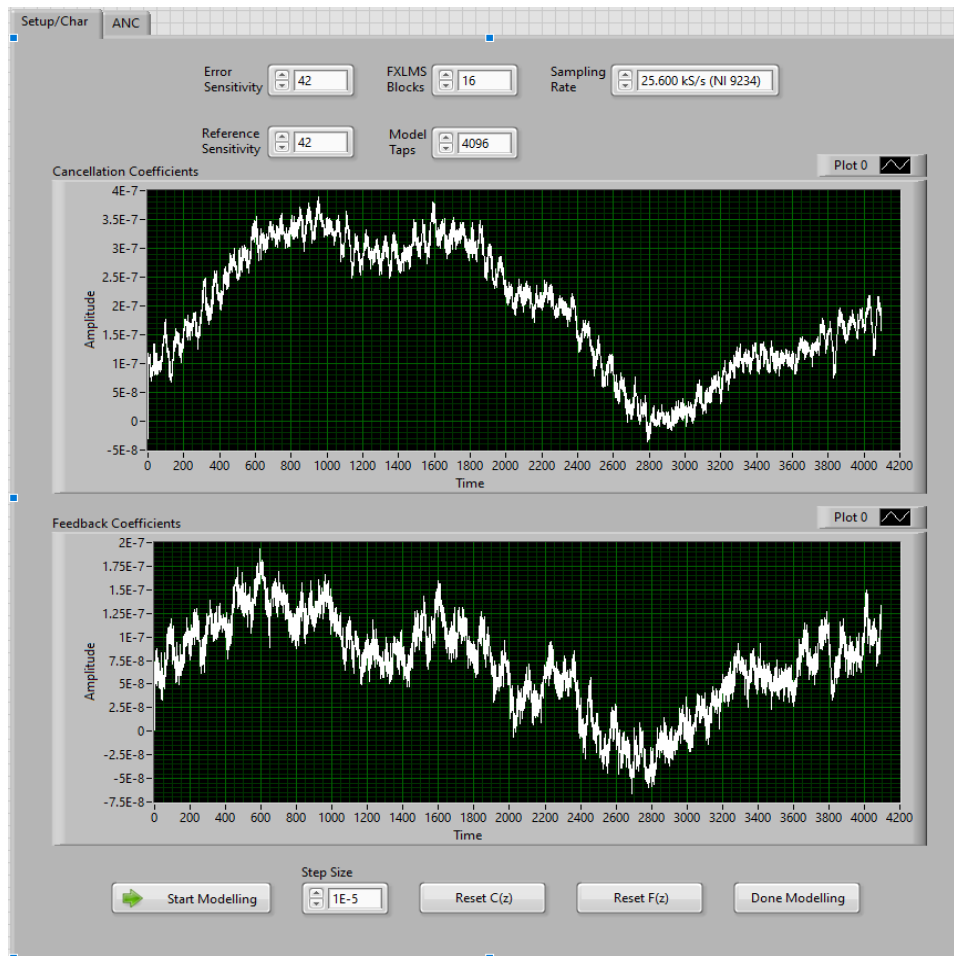 Setup/Char ANC
Error Sensitivity 42 FXLMS Blocks 16 Sampling Rate 25.600 kS/s (NI 9234)
Reference Sensitivity 42 Model Taps 4096
Cancellation Coefficients Plot 0
4E-7
3.5E-7
3E-7
2.5E-7
2E-7
1.5E-7
1E-7
5E-8
0
-5E-8
Amplitude
0 200 400 600 800 1000 1200 1400 1600 1800 2000 2200 2400 2600 2800 3000 3200 3400 3600 3800 4000 4200
Time
Feedback Coefficients Plot 0
2E-7
1.75E-7
1.5E-7
1.25E-7
1E-7
7.5E-8
5E-8
2.5E-8
0
-2.5E-8
-5E-8
-7.5E-8
Amplitude
0 200 400 600 800 1000 1200 1400 1600 1800 2000 2200 2400 2600 2800 3000 3200 3400 3600 3800 4000 4200
Time
Step Size
Start Modelling 1E-5 Reset C(z) Reset F(z) Done Modelling